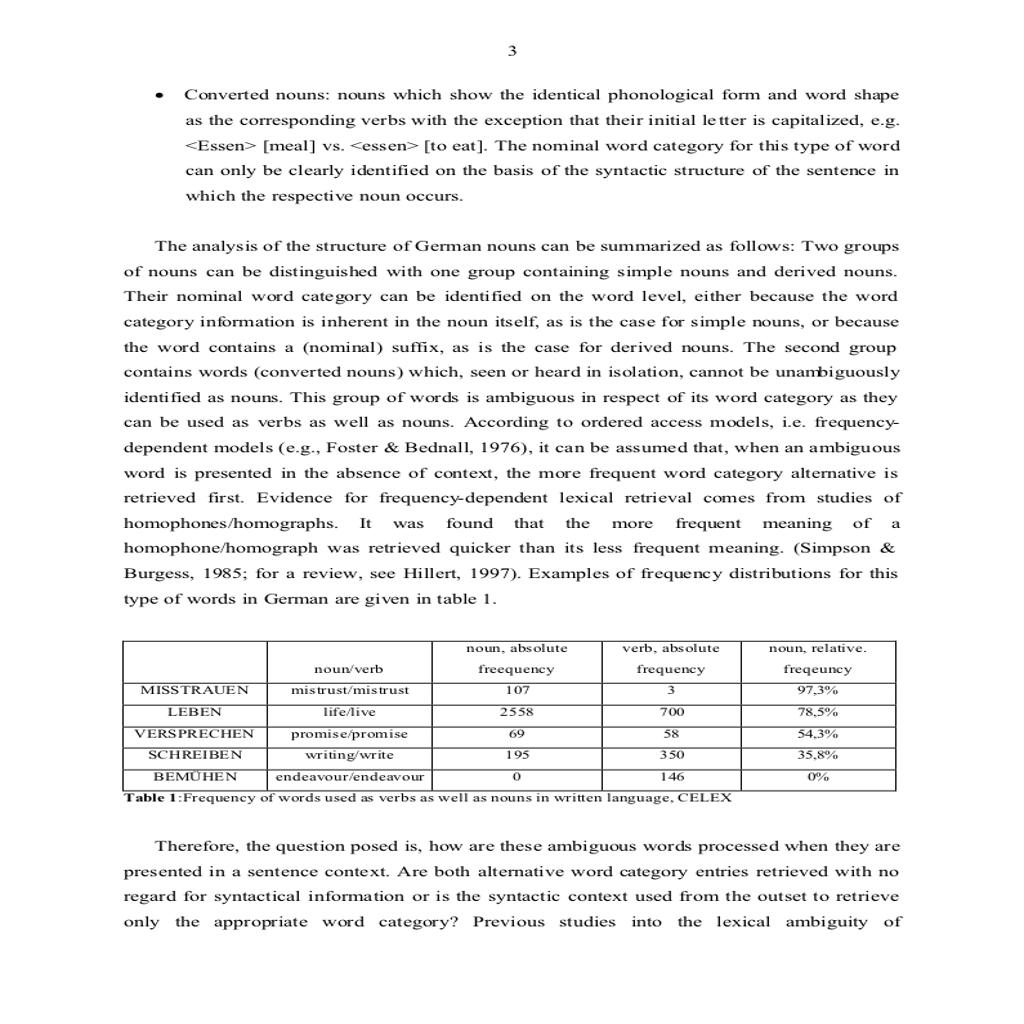 3
• Converted nouns: nouns which show the identical phonological form and word shape
as the corresponding verbs with the exception that their initial letter is capitalized, e.g.
<Essen> [meal] vs. <essen> [to eat]. The nominal word category for this type of word
can only be clearly identified on the basis of the syntactic structure of the sentence in
which the respective noun occurs.
The analysis of the structure of German nouns can be summarized as follows: Two groups
of nouns can be distinguished with one group containing simple nouns and derived nouns.
Their nominal word category can be identified on the word level, either because the word
category information is inherent in the noun itself, as is the case for simple nouns, or because
the word contains a (nominal) suffix, as is the case for derived nouns. The second group
contains words (converted nouns) which, seen or heard in isolation, cannot be unambiguously
identified as nouns. This group of words is ambiguous in respect of its word category as they
can be used as verbs as well as nouns. According to ordered access models, i.e. frequency-
dependent models (e.g., Foster & Bednall, 1976), it can be assumed that, when an ambiguous
word is presented in the absence of context, the more frequent word category alternative is
retrieved first. Evidence for frequency-dependent lexical retrieval comes from studies of
homophones/homographs. It was found that the more frequent meaning of a
homophone/homograph was retrieved quicker than its less frequent meaning. (Simpson &
Burgess, 1985; for a review, see Hillert, 1997). Examples of frequency distributions for this
type of words in German are given in table 1.
noun, absolute verb, absolute noun, relative.
noun/verb freequency frequency freqeuncy
MISSTRAUEN mistrust/mistrust 107 3 97,3%
LEBEN life/live 2558 700 78,5%
VERSPRECHEN promise/promise 69 58 54,3%
SCHREIBEN writing/write 195 350 35,8%
BEMÜHEN endeavour/endeavour 0 146 0%
Table 1:Frequency of words used as verbs as well as nouns in written language, CELEX
Therefore, the question posed is, how are these ambiguous words processed when they are
presented in a sentence context. Are both alternative word category entries retrieved with no
regard for syntactical information or is the syntactic context used from the outset to retrieve
only the appropriate word category? Previous studies into the lexical ambiguity of